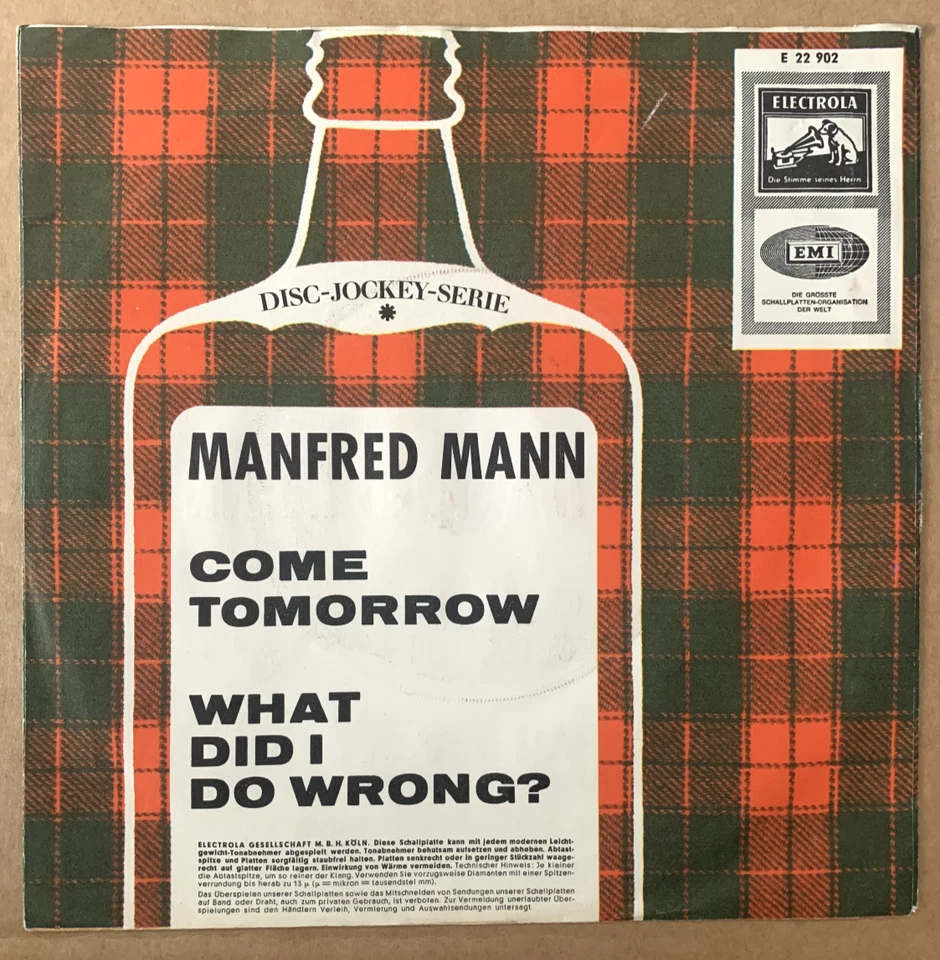 E 22 902
ELECTROLA
Die Stimme seines Herrn
EMI
DIE GRÖSSTE
SCHALLPLATTEN-ORGANISATION
DER WELT
DISC-JOCKEY-SERIE
*
MANFRED MANN
COME
TOMORROW
WHAT
DID I
DO WRONG?
ELECTROLA GESELLSCHAFT M. B. H. KÖLN. Diese Schallplatte kann mit jedem modernen Leicht-
gewicht-Tonabnehmer abgespielt werden. Tonabnehmer behutsam aufsetzen und abheben. Abtast-
spitze und Platten sorgfältig staubfrei halten. Platten senkrecht oder in geringer Stückzahl waage-
recht auf glatter Fläche lagern. Einwirkung von Wärme vermeiden. Technischer Hinweis: Je kleiner
die Abtastspitze, um so reiner der Klang. Verwenden Sie vorzugsweise Diamanten mit einer Spitzen-
verrundung bis herab zu 13 µ (µ = mikron = tausendstel mm).
Das Überspielen unserer Schallplatten sowie das Mitschneiden von Sendungen unserer Schallplatten
auf Band oder Draht, auch zum privaten Gebrauch, ist verboten. Zur Vermeidung unerlaubter Über-
spielungen sind den Händlern Verleih, Vermietung und Auswahlsendungen untersagt.